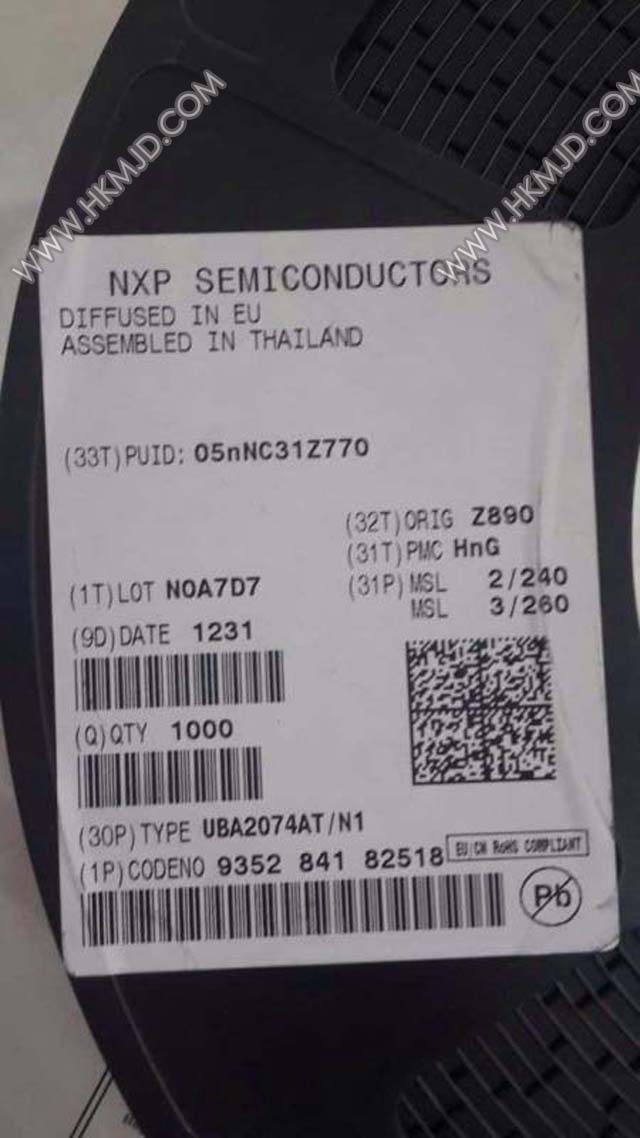 WWW.HKMJD.COM
WWW.HKMJD.COM
NXP SEMICONDUCTORS
DIFFUSED IN EU
ASSEMBLED IN THAILAND
(33T)PUID: 05nNC31Z770
(32T)ORIG Z890
(31T)PMC HnG
(1T)LOT NOA7D7 (31P)MSL 2/240
MSL 3/260
(9D)DATE 1231
(Q)QTY 1000
(30P)TYPE UBA2074AT/N1
(1P)CODENO 9352 841 82518 EU/CN RoHS COMPLIANT
Pb